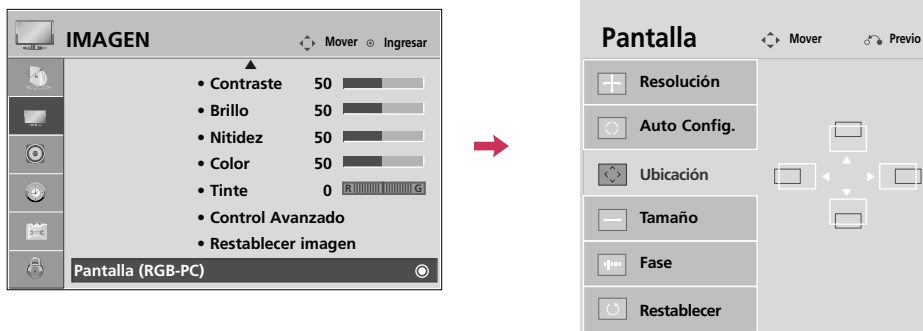 IMAGEN
Mover
Ingresar
• Contraste 50
• Brillo 50
• Nitidez 50
• Color 50
• Tinte 0 R G
• Control Avanzado
• Restablecer imagen
Pantalla (RGB-PC)
Pantalla
Mover
Previo
Resolución
Auto Config.
Ubicación
Tamaño
Fase
Restablecer